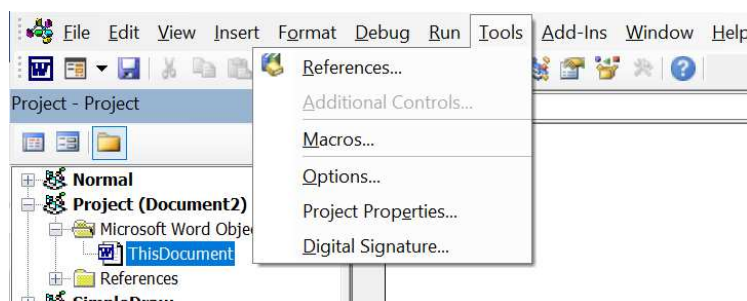 File Edit View Insert Format Debug Run Tools Add-Ins Window Help
References...
Project - Project
Additional Controls...
Macros...
Normal
Options...
Project (Document2)
Project Properties...
Microsoft Word Obje
Digital Signature...
ThisDocument
References
SimpleDraw